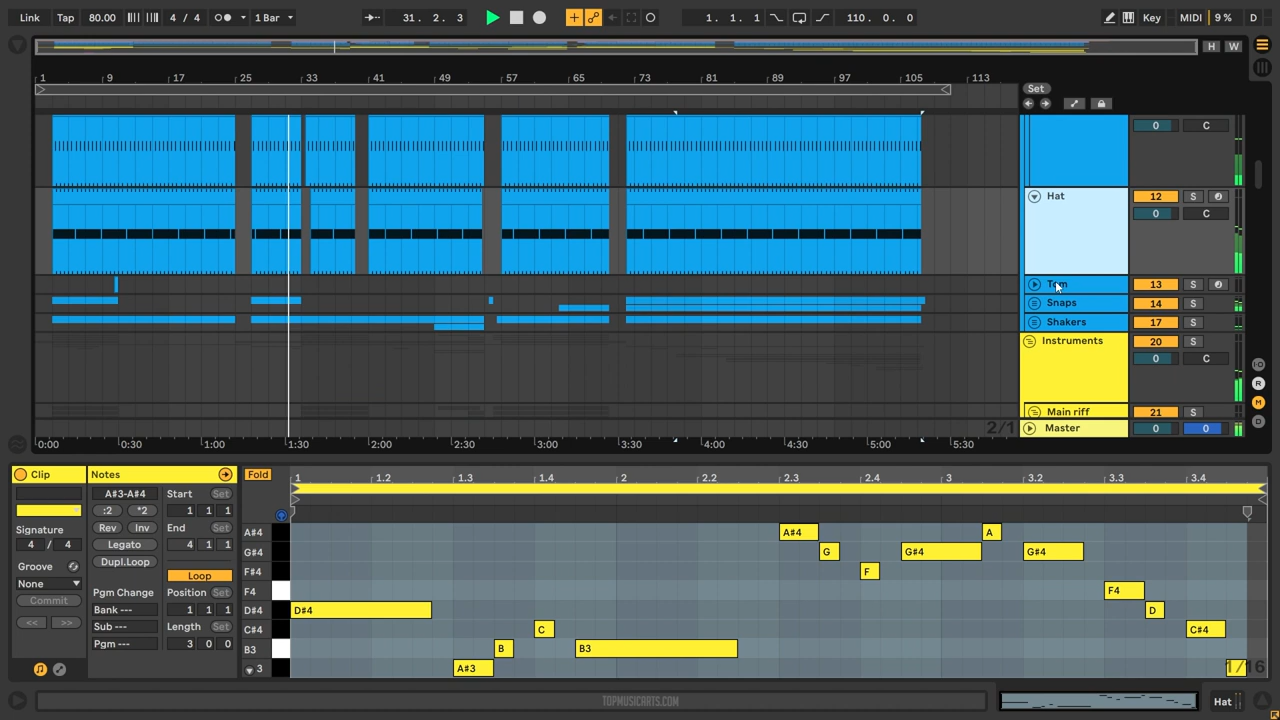 Link Tap 80.00 4 / 4 1 Bar 31. 2. 3 1. 1. 1 110. 0. 0 Key MIDI 9 % D
H W
1 9 17 25 33 41 49 57 65 73 81 89 97 105 113
Set
0 C
Hat 12 S
0 C
Tom 13 S
Snaps 14 S
Shakers 17 S
Instruments 20 S
0 C
I·O
R
M
D
Main riff 21 S
2/1 Master 0 0
0:00 0:30 1:00 1:30 2:00 2:30 3:00 3:30 4:00 4:30 5:00 5:30
Clip Notes Fold
1 1.2 1.3 1.4 2 2.2 2.3 2.4 3 3.2 3.3 3.4
A#3-A#4 Start Set
:2 *2 1 1 1
Signature Rev Inv End Set
4 / 4 Legato 4 1 1
Groove Dupl.Loop
None Loop
Commit Pgm Change Position Set
<< >> Bank --- 1 1 1
Sub --- Length Set
Pgm --- 3 0 0
A#4 A#4 A
G#4 G G#4 G#4
F#4 F
F4 F4
D#4 D#4 D
C#4 C C#4
B3 B B3
3 A#3 1/16
TOPMUSICARTS.COM Hat